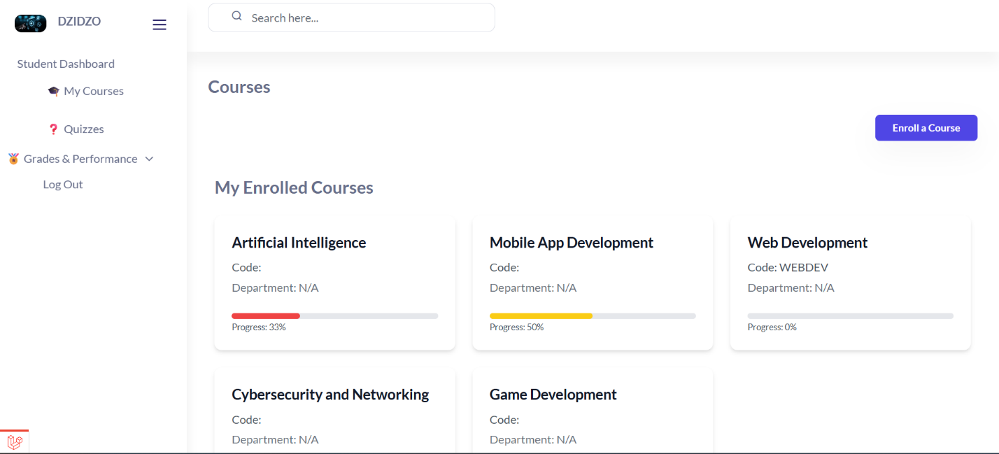 DZIDZO
Search here...
Student Dashboard
My Courses
Quizzes
Grades & Performance
Log Out
Courses
Enroll a Course
My Enrolled Courses
Artificial Intelligence
Code:
Department: N/A
Progress: 33%
Mobile App Development
Code:
Department: N/A
Progress: 50%
Web Development
Code: WEBDEV
Department: N/A
Progress: 0%
Cybersecurity and Networking
Code:
Department: N/A
Game Development
Code:
Department: N/A